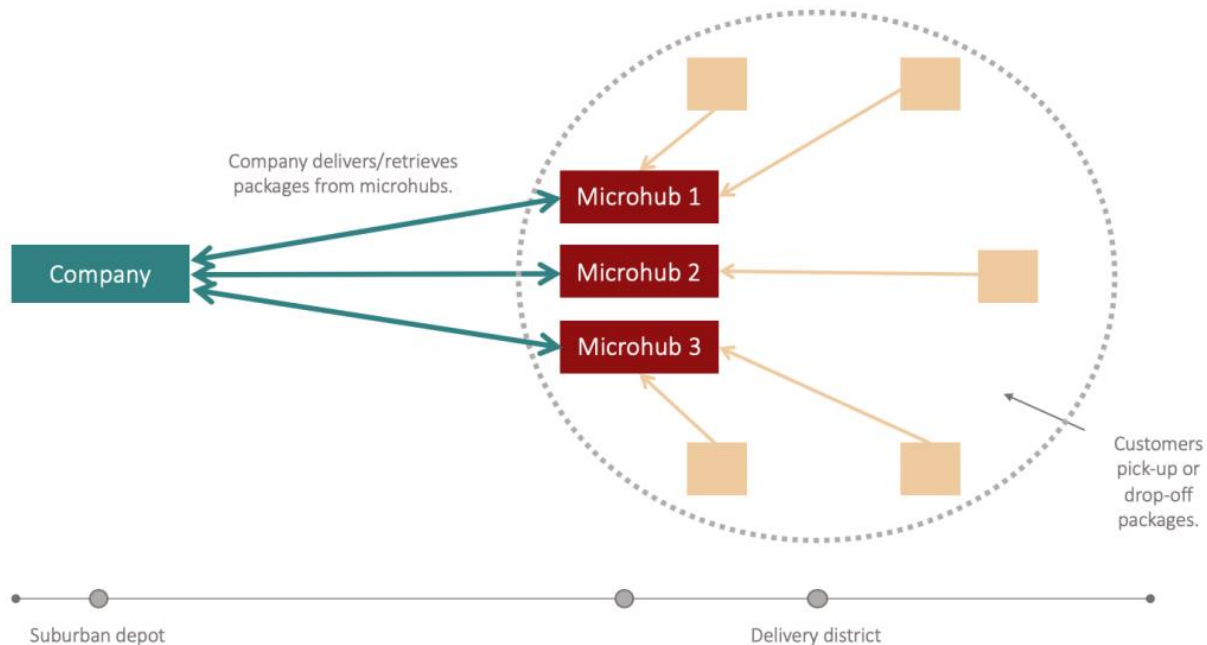 Company delivers/retrieves
packages from microhubs.
Company
Microhub 1
Microhub 2
Microhub 3
Customers
pick-up or
drop-off
packages.
Suburban depot
Delivery district